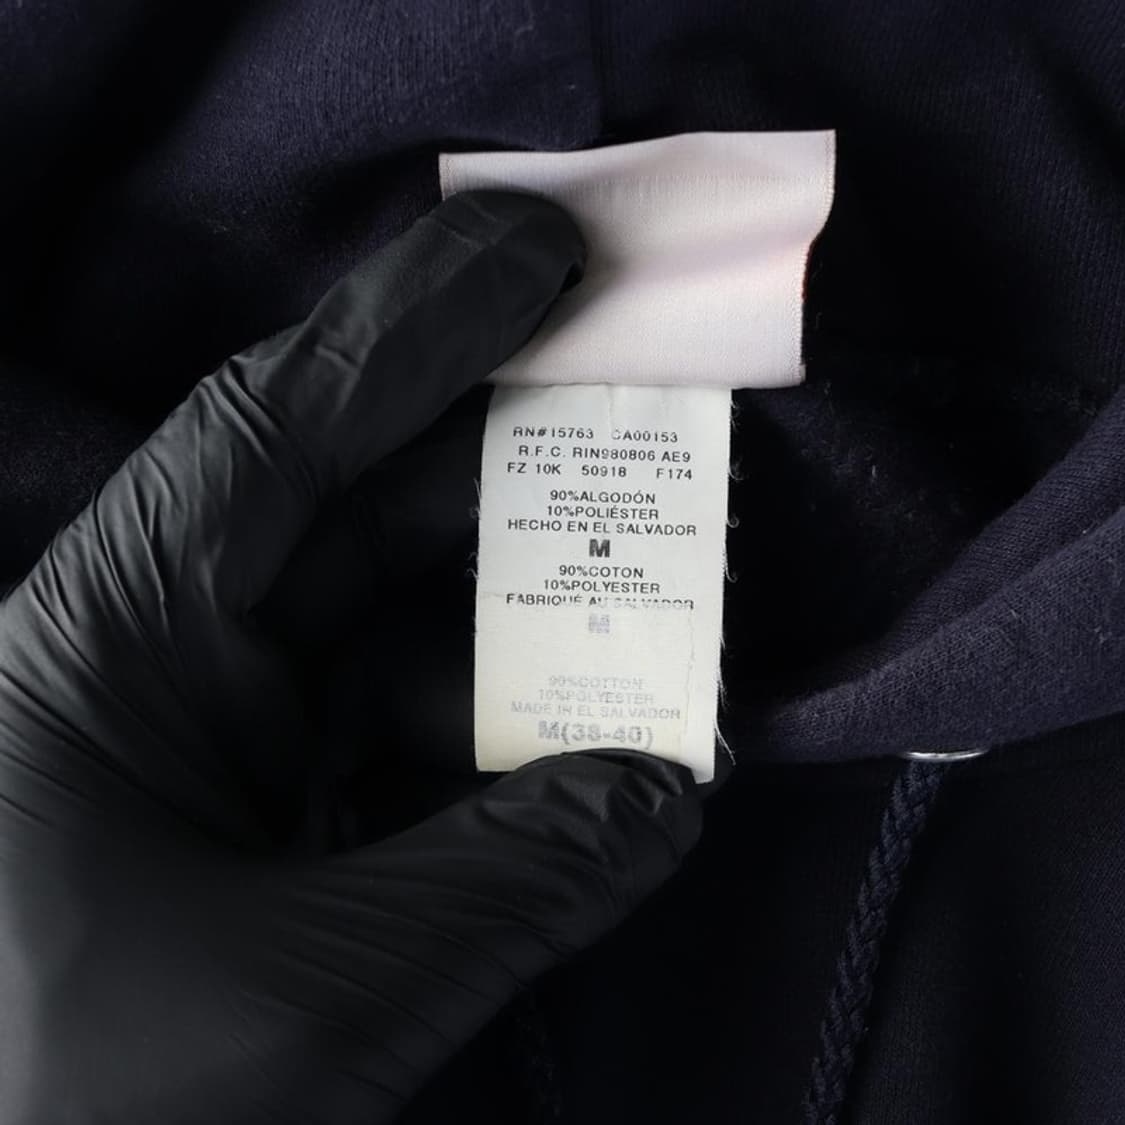 RN#15763 CA00153
R.F.C. RIN980806 AE9
FZ 10K 50918 F174
90%ALGODÓN
10%POLIÉSTER
HECHO EN EL SALVADOR
M
90%COTON
10%POLYESTER
FABRIQUÉ AU SALVADOR
M
90%COTTON
10%POLYESTER
MADE IN EL SALVADOR
M(38-40)